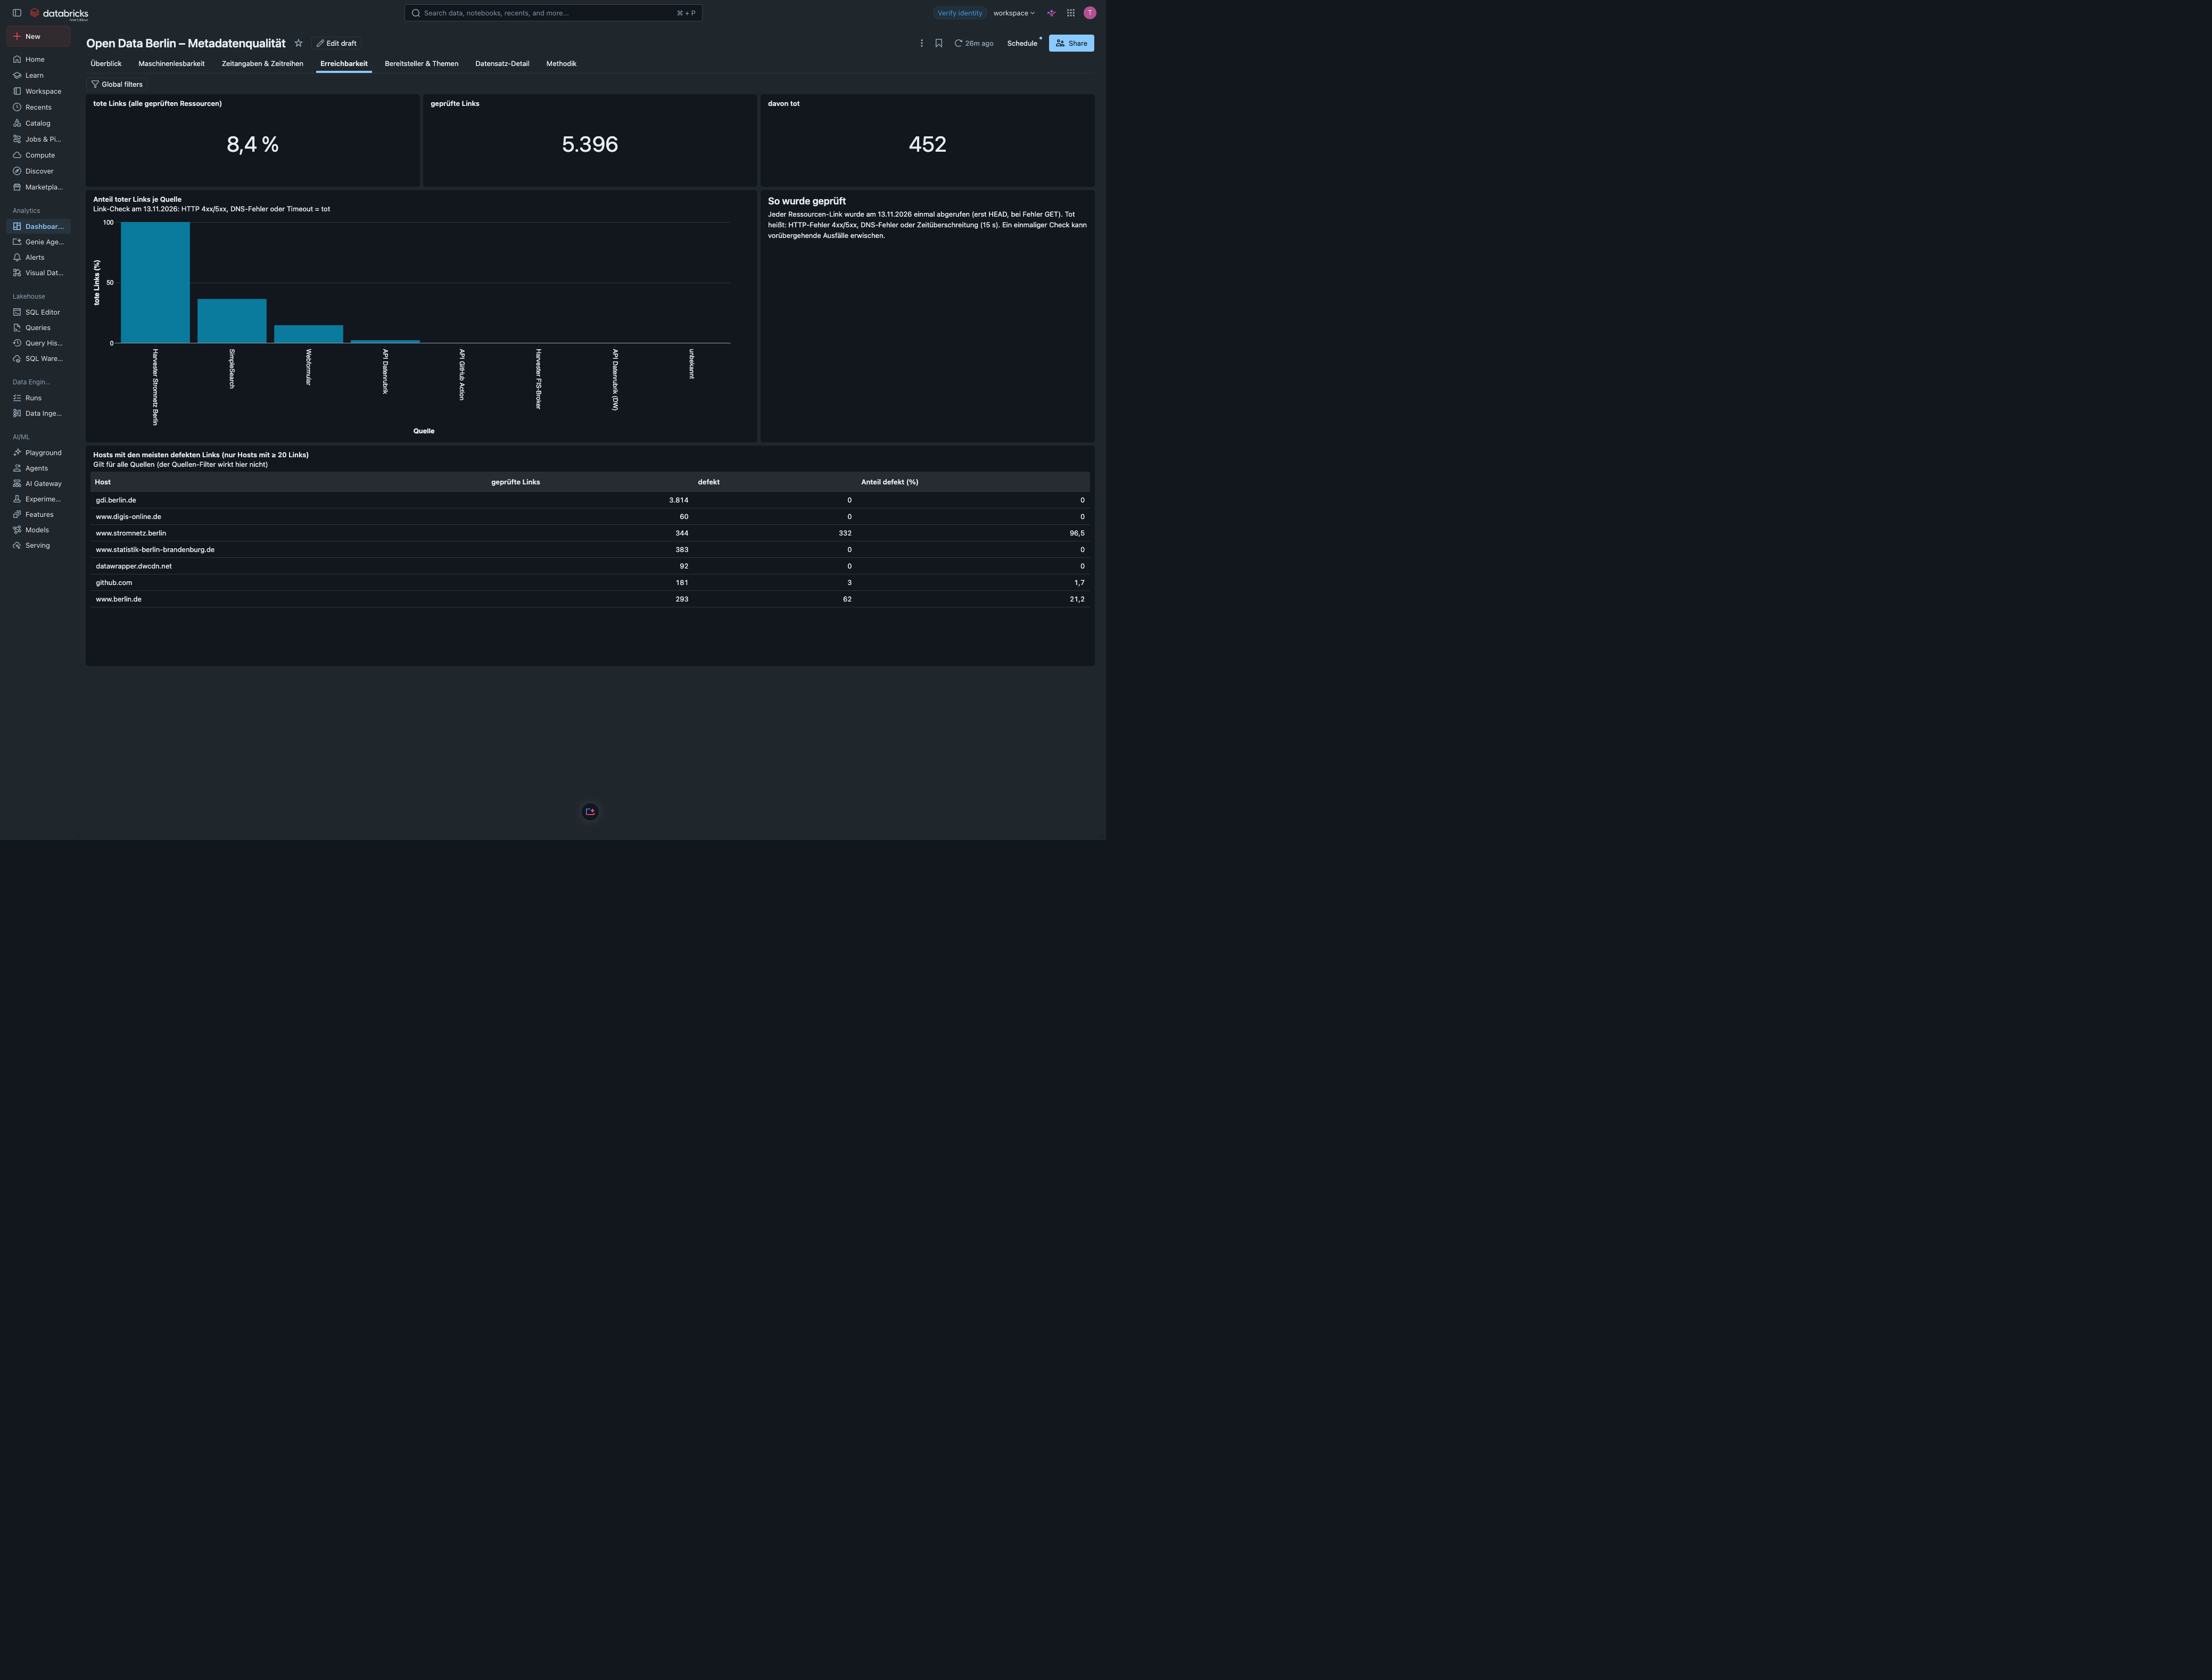 databricks
Search data, notebooks, recents, and more...
⌘ + P
Verify identity
workspace
T
New
Home
Learn
Workspace
Recents
Catalog
Jobs & Pi...
Compute
Discover
Marketpla...
Analytics
Dashboar...
Genie Age...
Alerts
Visual Dat...
Lakehouse
SQL Editor
Queries
Query His...
SQL Ware...
Data Engin...
Runs
Data Inge...
AI/ML
Playground
Agents
AI Gateway
Experime...
Features
Models
Serving
Open Data Berlin – Metadatenqualität
Edit draft
26m ago
Schedule
Share
Überblick
Maschinenlesbarkeit
Zeitangaben & Zeitreihen
Erreichbarkeit
Bereitsteller & Themen
Datensatz-Detail
Methodik
Global filters
tote Links (alle geprüften Ressourcen)
8,4 %
geprüfte Links
5.396
davon tot
452
Anteil toter Links je Quelle
Link-Check am 13.11.2026: HTTP 4xx/5xx, DNS-Fehler oder Timeout = tot
tote Links (%)
100
50
0
Harvester Stromnetz Berlin
SimpleSearch
Webformular
API Datenrubrik
API GitHub Action
Harvester FIS-Broker
API Datenrubrik (DW)
unbekannt
Quelle
So wurde geprüft
Jeder Ressourcen-Link wurde am 13.11.2026 einmal abgerufen (erst HEAD, bei Fehler GET). Tot
heißt: HTTP-Fehler 4xx/5xx, DNS-Fehler oder Zeitüberschreitung (15 s). Ein einmaliger Check kann
vorübergehende Ausfälle erwischen.
Hosts mit den meisten defekten Links (nur Hosts mit ≥ 20 Links)
Gilt für alle Quellen (der Quellen-Filter wirkt hier nicht)
Host geprüfte Links defekt Anteil defekt (%)
gdi.berlin.de 3.814 0 0
www.digis-online.de 60 0 0
www.stromnetz.berlin 344 332 96,5
www.statistik-berlin-brandenburg.de 383 0 0
datawrapper.dwcdn.net 92 0 0
github.com 181 3 1,7
www.berlin.de 293 62 21,2